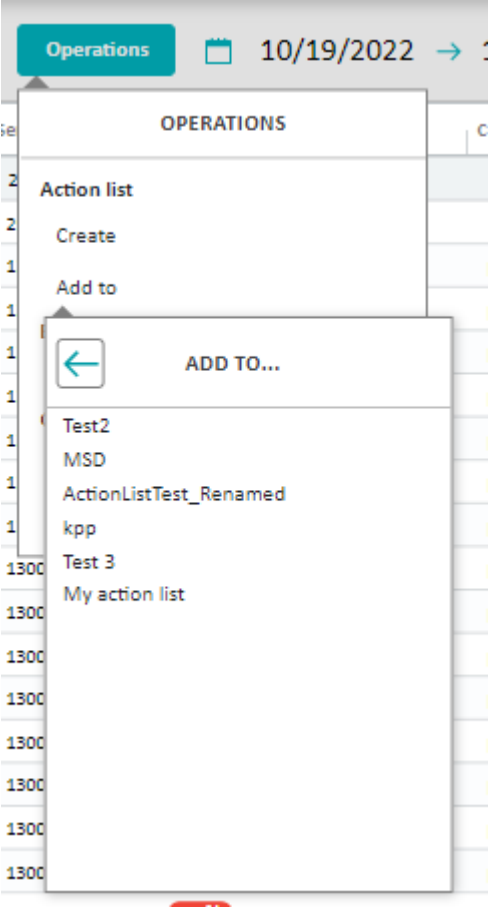 Operations
10/19/2022 →
OPERATIONS
Action list
Create
Add to
ADD TO...
Test2
MSD
ActionListTest_Renamed
kpp
Test 3
My action list
1300
1300
1300
1300
1300
1300
1300
1300